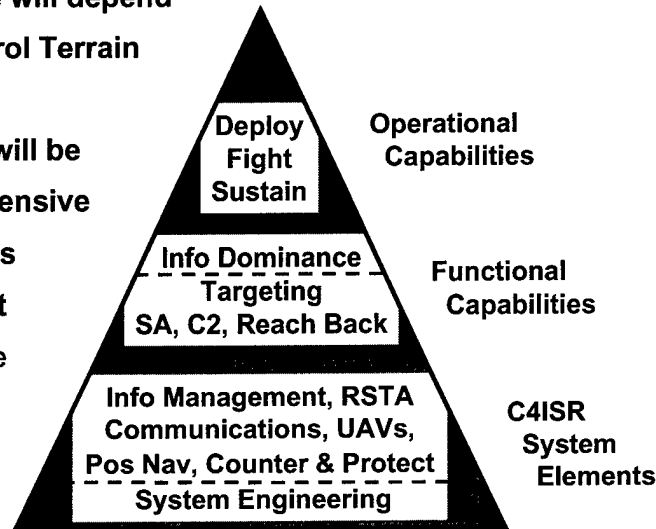 will depend
rol Terrain
will be
ensive
s
t
e
Deploy
Fight
Sustain
Operational
Capabilities
Info Dominance
Targeting
SA, C2, Reach Back
Functional
Capabilities
Info Management, RSTA
Communications, UAVs,
Pos Nav, Counter & Protect
System Engineering
C4ISR
System
Elements